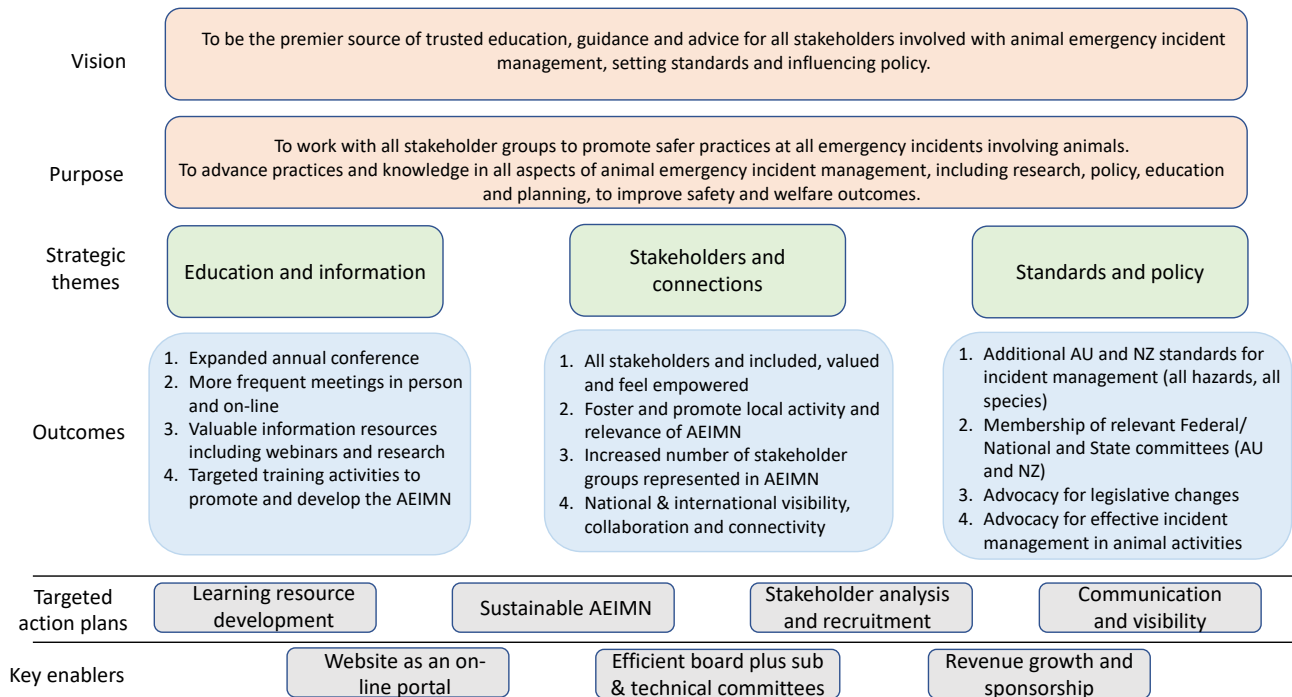 Vision
To be the premier source of trusted education, guidance and advice for all stakeholders involved with animal emergency incident
management, setting standards and influencing policy.
Purpose
To work with all stakeholder groups to promote safer practices at all emergency incidents involving animals.
To advance practices and knowledge in all aspects of animal emergency incident management, including research, policy, education
and planning, to improve safety and welfare outcomes.
Strategic
themes
Education and information
Stakeholders and
connections
Standards and policy
Outcomes
1. Expanded annual conference
2. More frequent meetings in person
and on-line
3. Valuable information resources
including webinars and research
4. Targeted training activities to
promote and develop the AEIMN
1. All stakeholders and included, valued
and feel empowered
2. Foster and promote local activity and
relevance of AEIMN
3. Increased number of stakeholder
groups represented in AEIMN
4. National & international visibility,
collaboration and connectivity
1. Additional AU and NZ standards for
incident management (all hazards, all
species)
2. Membership of relevant Federal/
National and State committees (AU
and NZ)
3. Advocacy for legislative changes
4. Advocacy for effective incident
management in animal activities
Targeted
action plans
Learning resource
development
Sustainable AEIMN
Stakeholder analysis
and recruitment
Communication
and visibility
Key enablers
Website as an on-
line portal
Efficient board plus sub
& technical committees
Revenue growth and
sponsorship